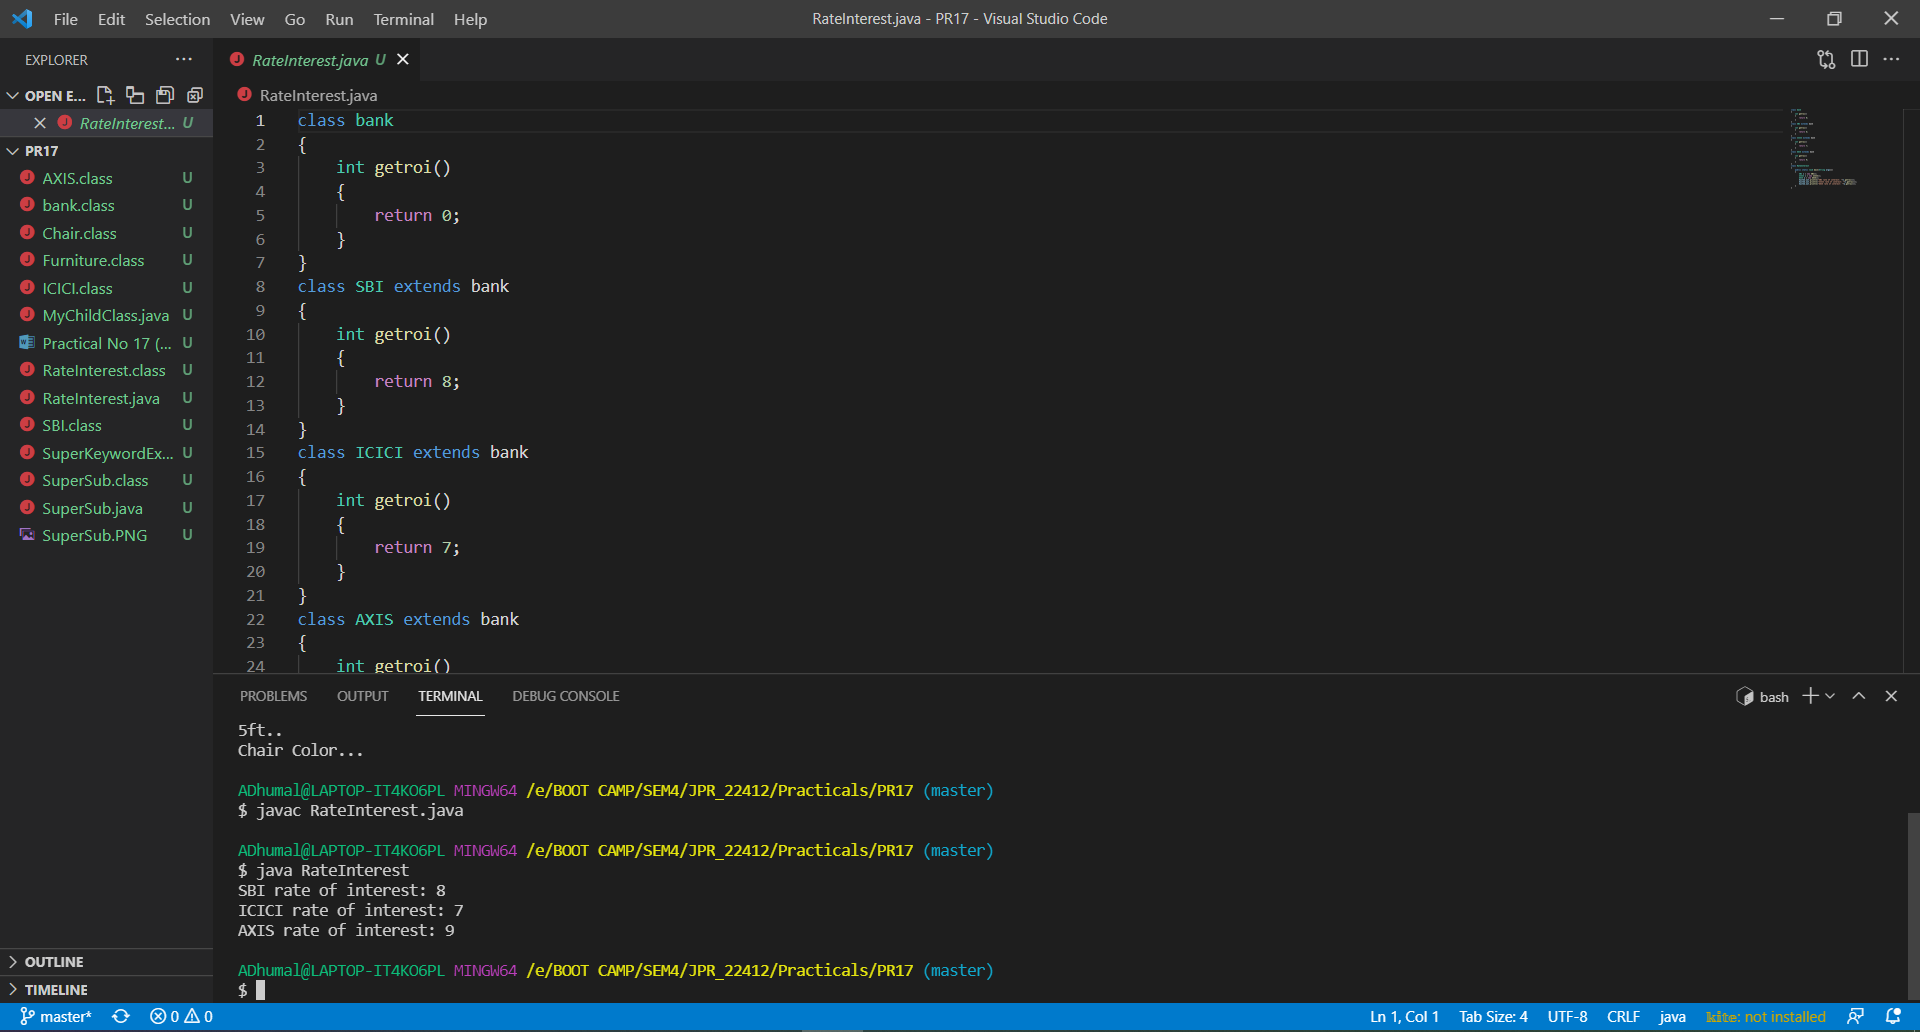 File Edit Selection View Go Run Terminal Help
RateInterest.java - PR17 - Visual Studio Code
EXPLORER
OPEN E...
RateInterest... U
PR17
AXIS.class U
bank.class U
Chair.class U
Furniture.class U
ICICI.class U
MyChildClass.java U
Practical No 17 (... U
RateInterest.class U
RateInterest.java U
SBI.class U
SuperKeywordEx... U
SuperSub.class U
SuperSub.java U
SuperSub.PNG U
OUTLINE
TIMELINE
RateInterest.java U
RateInterest.java
1 class bank
2 {
3 int getroi()
4 {
5 return 0;
6 }
7 }
8 class SBI extends bank
9 {
10 int getroi()
11 {
12 return 8;
13 }
14 }
15 class ICICI extends bank
16 {
17 int getroi()
18 {
19 return 7;
20 }
21 }
22 class AXIS extends bank
23 {
24 int getroi()
PROBLEMS OUTPUT TERMINAL DEBUG CONSOLE
bash
5ft..
Chair Color...
ADhumal@LAPTOP-IT4KO6PL MINGW64 /e/BOOT CAMP/SEM4/JPR_22412/Practicals/PR17 (master)
$ javac RateInterest.java
ADhumal@LAPTOP-IT4KO6PL MINGW64 /e/BOOT CAMP/SEM4/JPR_22412/Practicals/PR17 (master)
$ java RateInterest
SBI rate of interest: 8
ICICI rate of interest: 7
AXIS rate of interest: 9
ADhumal@LAPTOP-IT4KO6PL MINGW64 /e/BOOT CAMP/SEM4/JPR_22412/Practicals/PR17 (master)
$
master* 0 0
Ln 1, Col 1 Tab Size: 4 UTF-8 CRLF java kite: not installed